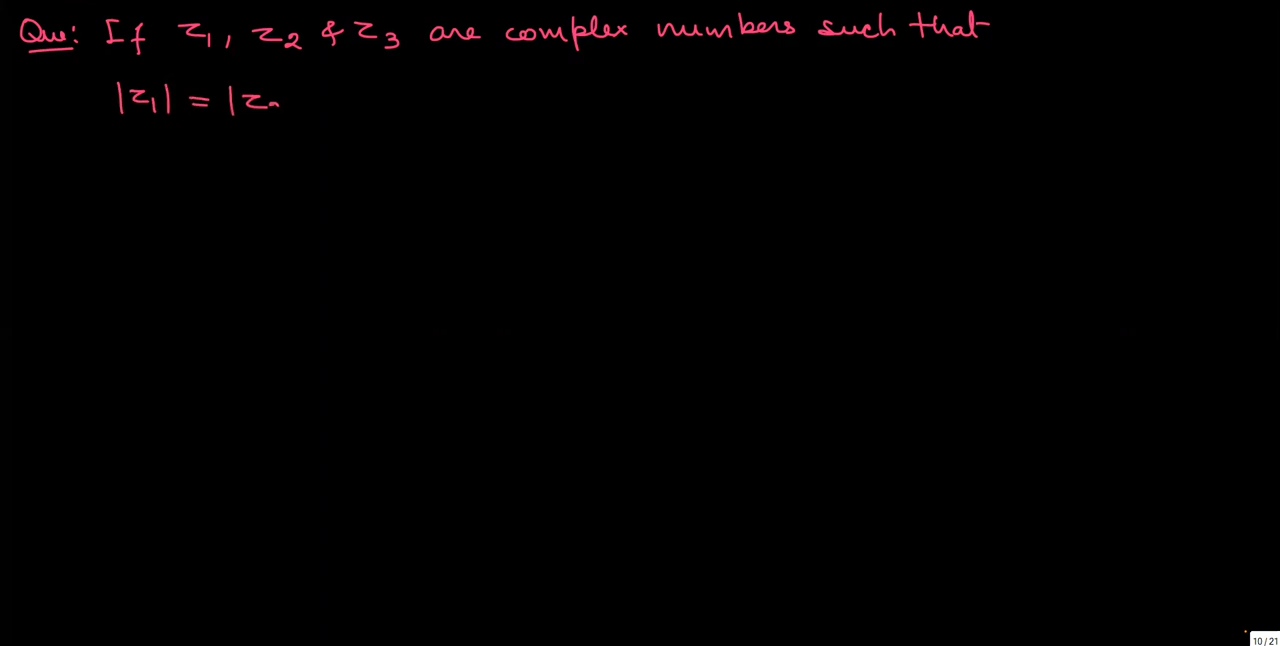 Que: If z₁, z₂ & z₃ are complex numbers such that
|z₁| = |z
10 / 21